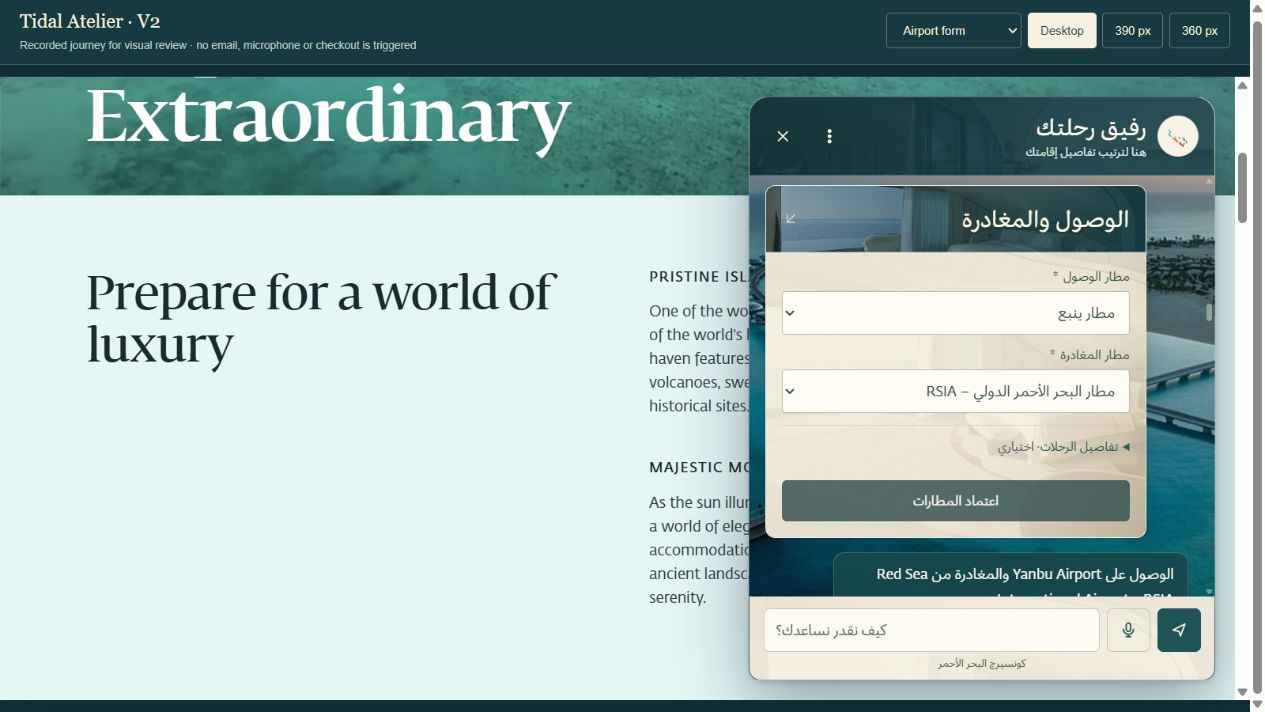 Tidal Atelier · V2
Recorded journey for visual review · no email, microphone or checkout is triggered
Airport form
Desktop
390 px
360 px
Extraordinary
Prepare for a world of
luxury
PRISTINE ISL
One of the wo
of the world's
haven features
volcanoes, swe
historical sites.
MAJESTIC MO
As the sun illur
a world of eleg
accommodatio
ancient landsc
serenity.
رفيق رحلتك
هنا لترتيب تفاصيل إقامتك
الوصول والمغادرة
مطار الوصول *
مطار ينبع
مطار المغادرة *
مطار البحر الأحمر الدولي – RSIA
تفاصيل الرحلات · اختياري
اعتماد المطارات
الوصول على Yanbu Airport والمغادرة من Red Sea
كيف نقدر نساعدك؟
كونسيرج البحر الأحمر